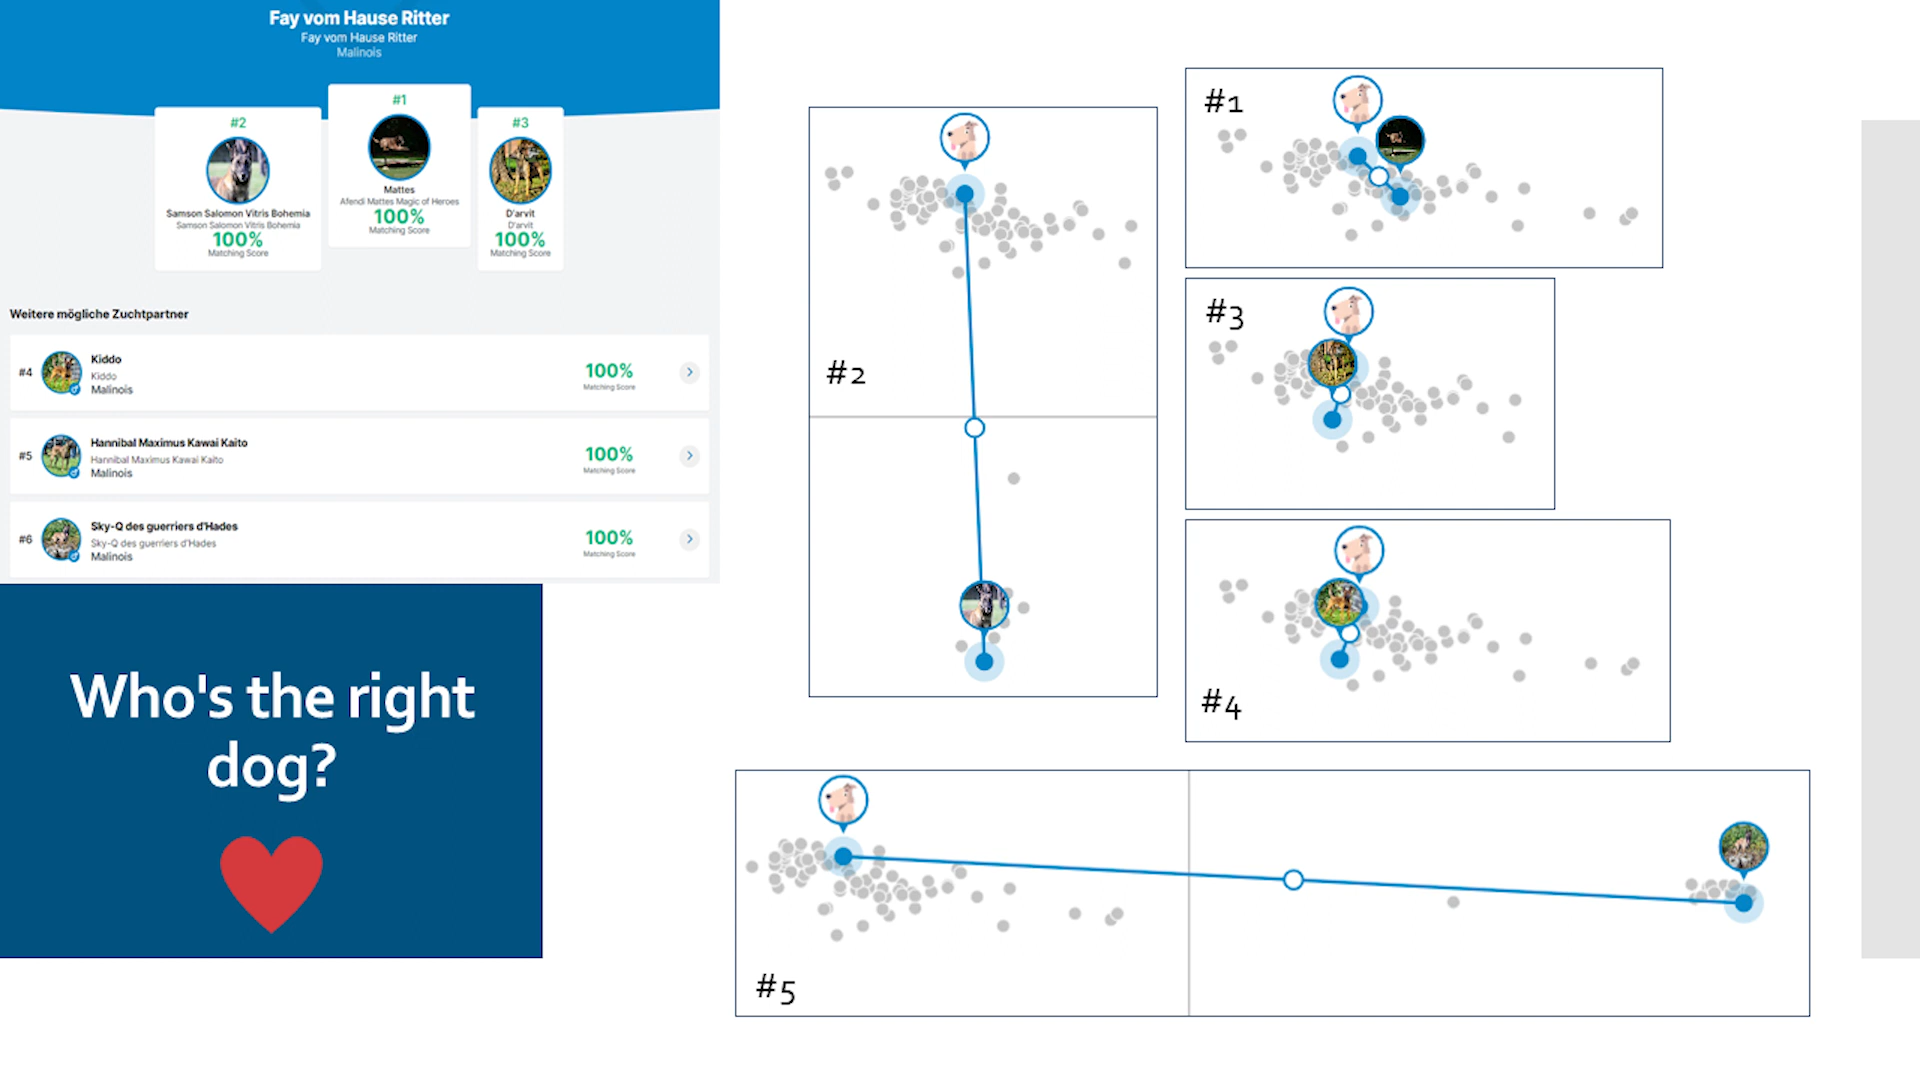 Fay vom Hause Ritter
Fay vom Hause Ritter
Malinois
#2
Samson Salomon Vitris Bohemia
Samson Salomon Vitris Bohemia
100%
Matching Score
#1
Mattes
Afendi Mattes Magic of Heroes
100%
Matching Score
#3
D'arvit
D'arvit
100%
Matching Score
Weitere mögliche Zuchtpartner
#4
Kiddo
Kiddo
Malinois
100%
Matching Score
#5
Hannibal Maximus Kawai Kaito
Hannibal Maximus Kawai Kaito
Malinois
100%
Matching Score
#6
Sky-Q des guerriers d'Hades
Sky-Q des guerriers d'Hades
Malinois
100%
Matching Score
Who's the right
dog?
#2
#1
#3
#4
#5